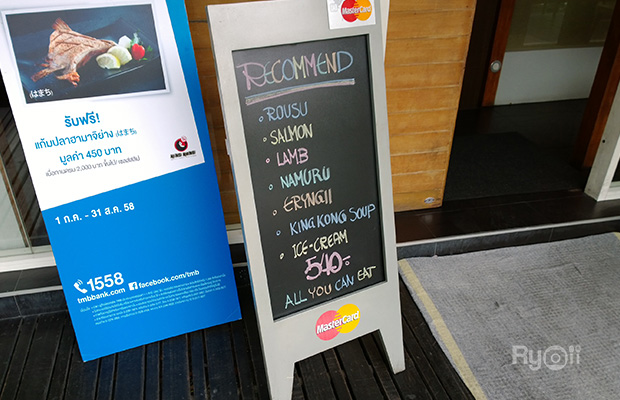 (はまち)
รับฟรี!
แก้มปลาฮามาจิย่าง (はまち)
มูลค่า 450 บาท
1 ก.ค. - 31 ส.ค. 58
1558
tmbbank.com facebook.com/tmb
MasterCard
RECOMMEND
• ROUSU
• SALMON
• LAMB
• NAMURU
• ERYNGII
• KING KONG SOUP
• ICE-CREAM
540.-
ALL YOU CAN EAT
MasterCard
Ryoii